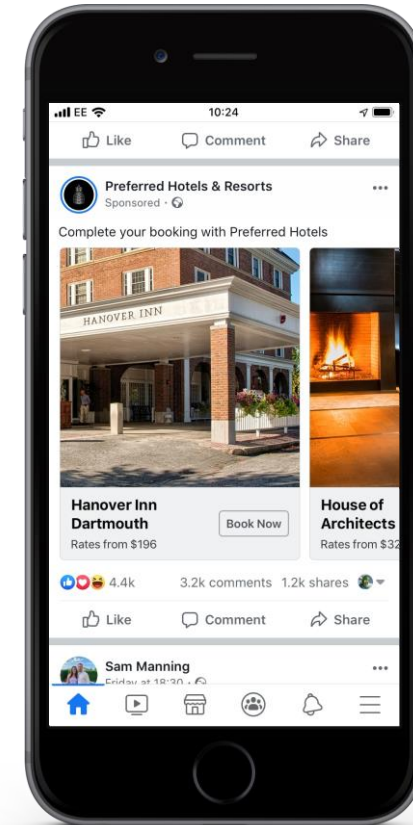 EE 10:24
Like Comment Share
Preferred Hotels & Resorts
Sponsored ·
Complete your booking with Preferred Hotels
HANOVER INN
Hanover Inn
Dartmouth
Rates from $196
Book Now
House of
Architects
Rates from $32
4.4k 3.2k comments 1.2k shares
Like Comment Share
Sam Manning
Friday at 18:30 ·